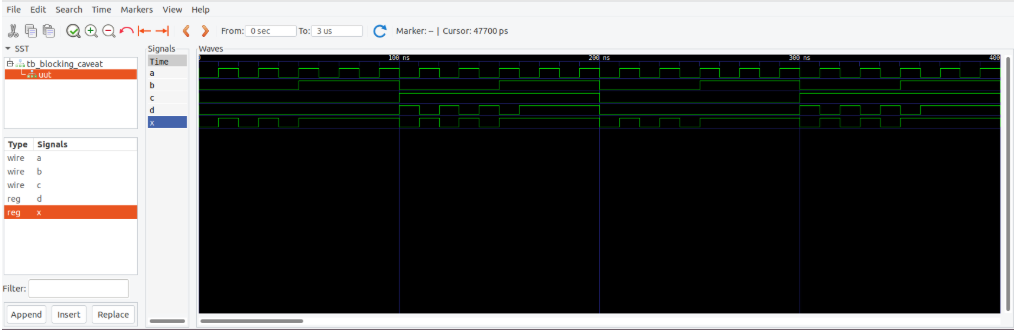 File Edit Search Time Markers View Help
From: 0 sec To: 3 us Marker: -- | Cursor: 47700 ps
SST
tb_blocking_caveat
uut
Type Signals
wire a
wire b
wire c
reg d
reg x
Filter:
Append Insert Replace
Signals
Time
a
b
c
d
x
Waves
0 100 ns 200 ns 300 ns 400